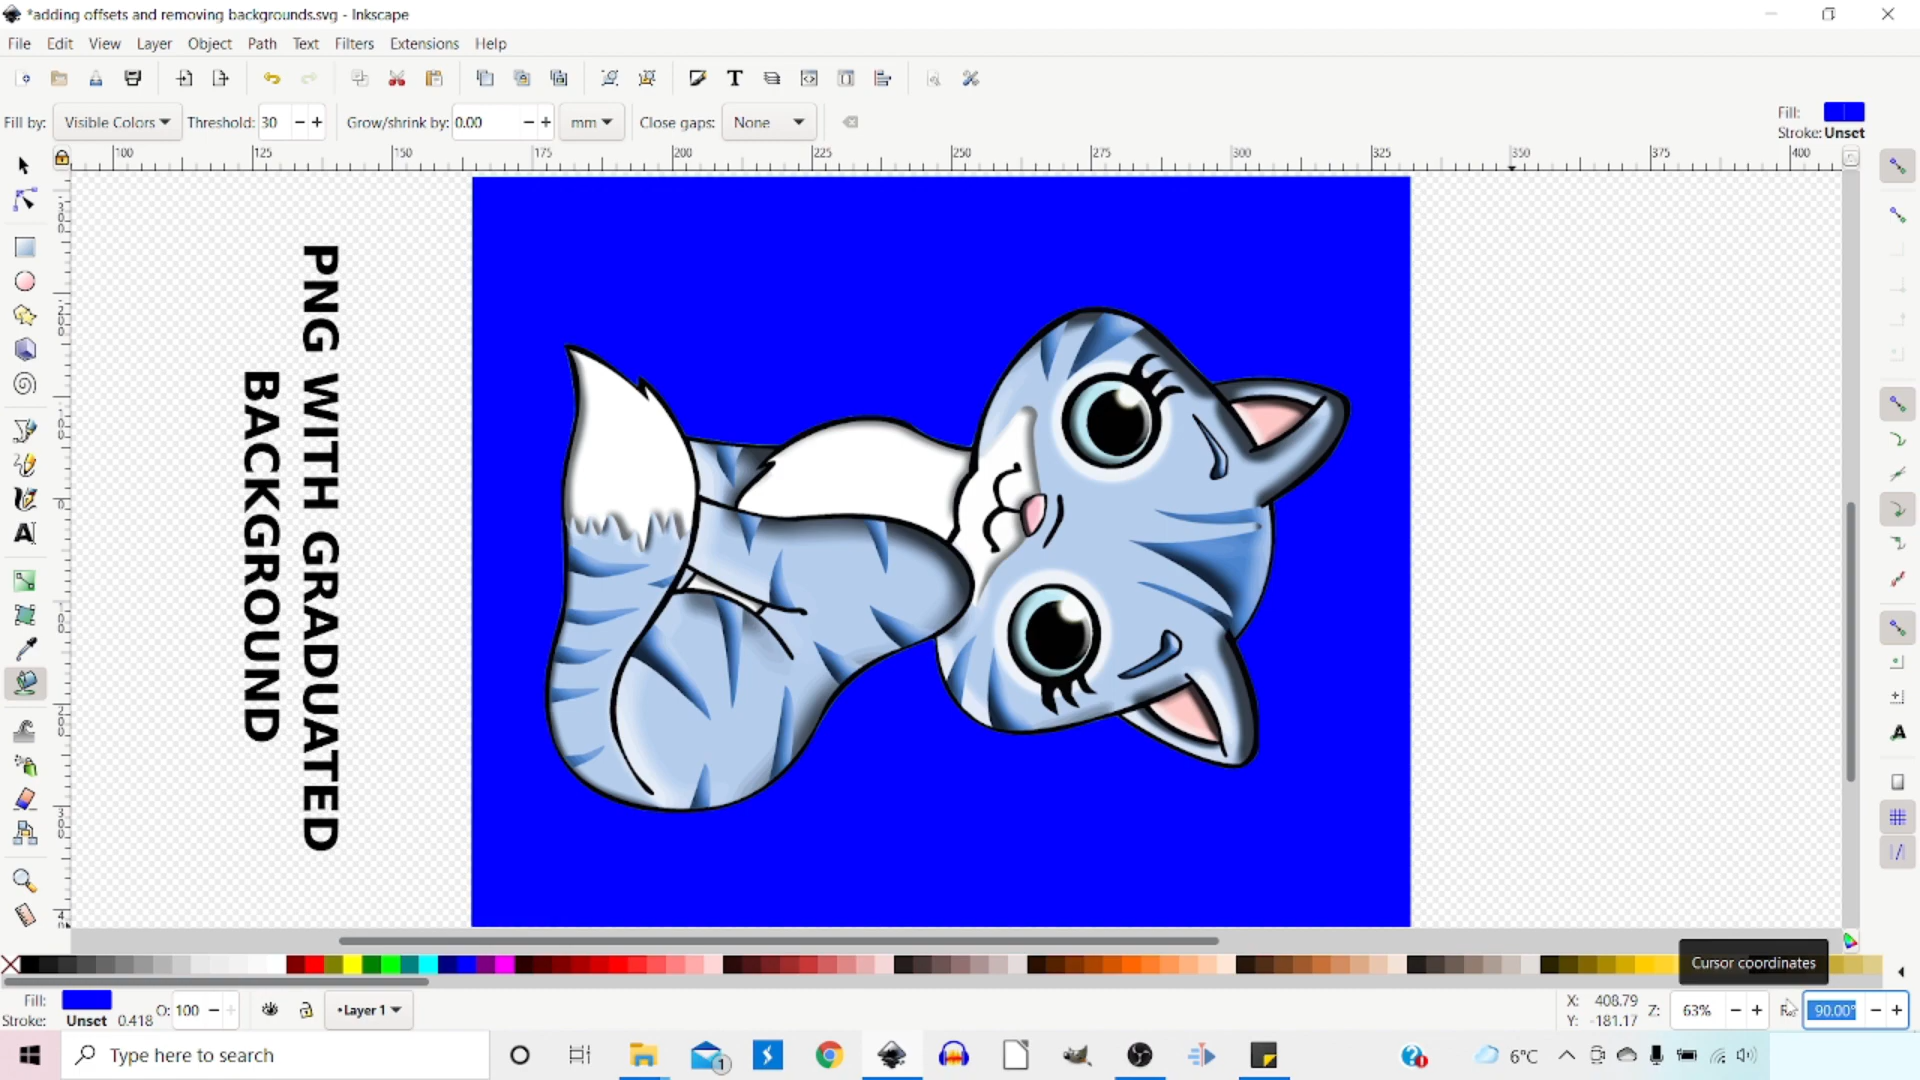 *adding offsets and removing backgrounds.svg - Inkscape
File Edit View Layer Object Path Text Filters Extensions Help
Fill by: Visible Colors Threshold: 30 Grow/shrink by: 0.00 mm Close gaps: None
Fill:
Stroke: Unset
100 125 150 175 200 225 250 275 300 325 350 375 400
PNG WITH GRADUATED
BACKGROUND
Cursor coordinates
Fill:
Stroke: Unset 0.418 O: 100 •Layer 1
X: 408.79
Y: -181.17
Z: 63% R: 90.00°
Type here to search
1
6°C